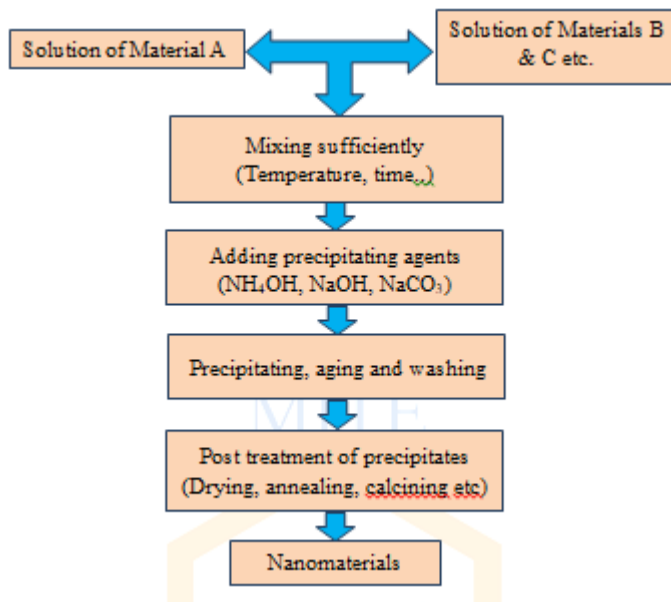 Solution of Material A
Solution of Materials B
& C etc.
Mixing sufficiently
(Temperature, time,,)
Adding precipitating agents
(NH₄OH, NaOH, NaCO₃)
Precipitating, aging and washing
Post treatment of precipitates
(Drying, annealing, calcining etc)
Nanomaterials